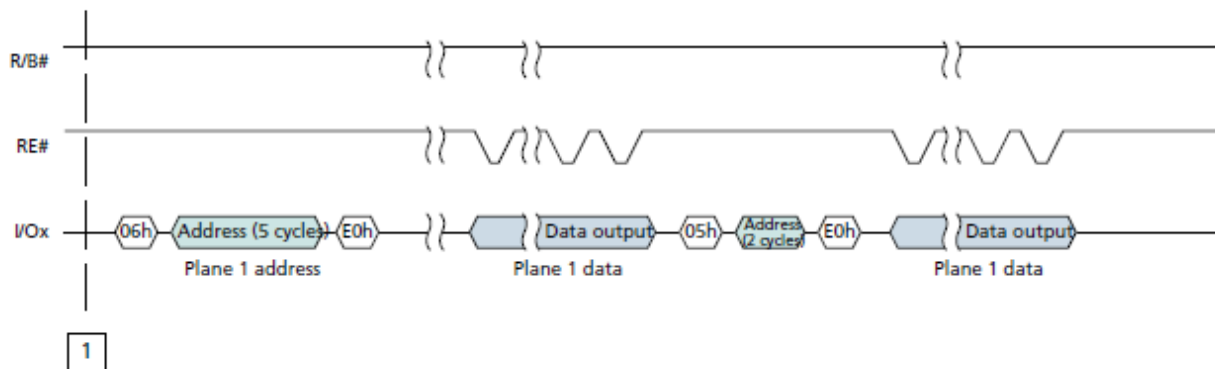 R/B#
RE#
I/Ox
06h
Address (5 cycles)
E0h
Data output
05h
Address
(2 cycles)
E0h
Data output
Plane 1 address
Plane 1 data
Plane 1 data
1